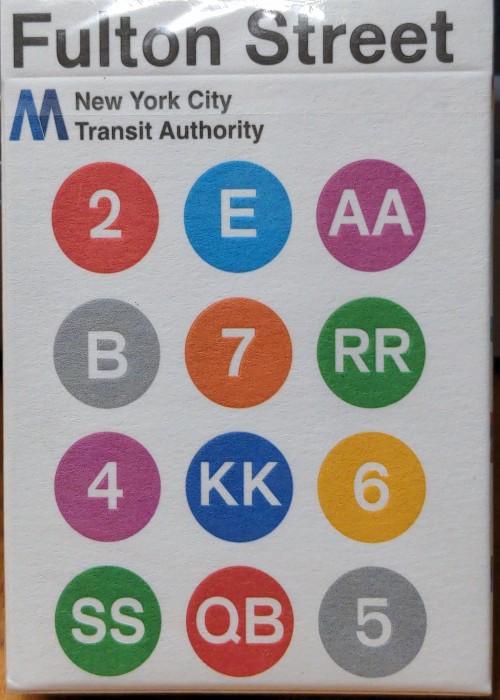 Fulton Street
M New York City
Transit Authority
2 E AA
B 7 RR
4 KK 6
SS QB 5